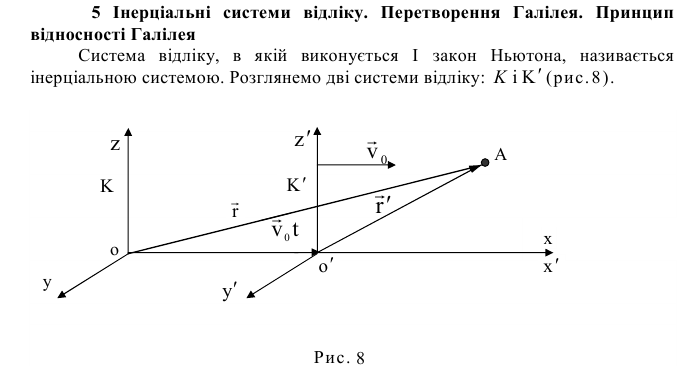 5 Інерціальні системи відліку. Перетворення Галілея. Принцип
відносності Галілея
Система відліку, в якій виконується І закон Ньютона, називається
інерціальною системою. Розглянемо дві системи відліку: K і K′(рис.8).
z
z′
v⃗₀
A
K
K′
r⃗
r⃗′
v⃗₀t
o
x
o′
x′
y
y′
Рис. 8